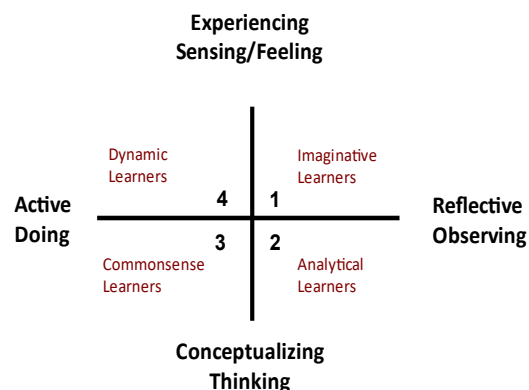 Experiencing
Sensing/Feeling
Dynamic
Learners
Imaginative
Learners
4
1
Active
Doing
Reflective
Observing
3
2
Commonsense
Learners
Analytical
Learners
Conceptualizing
Thinking